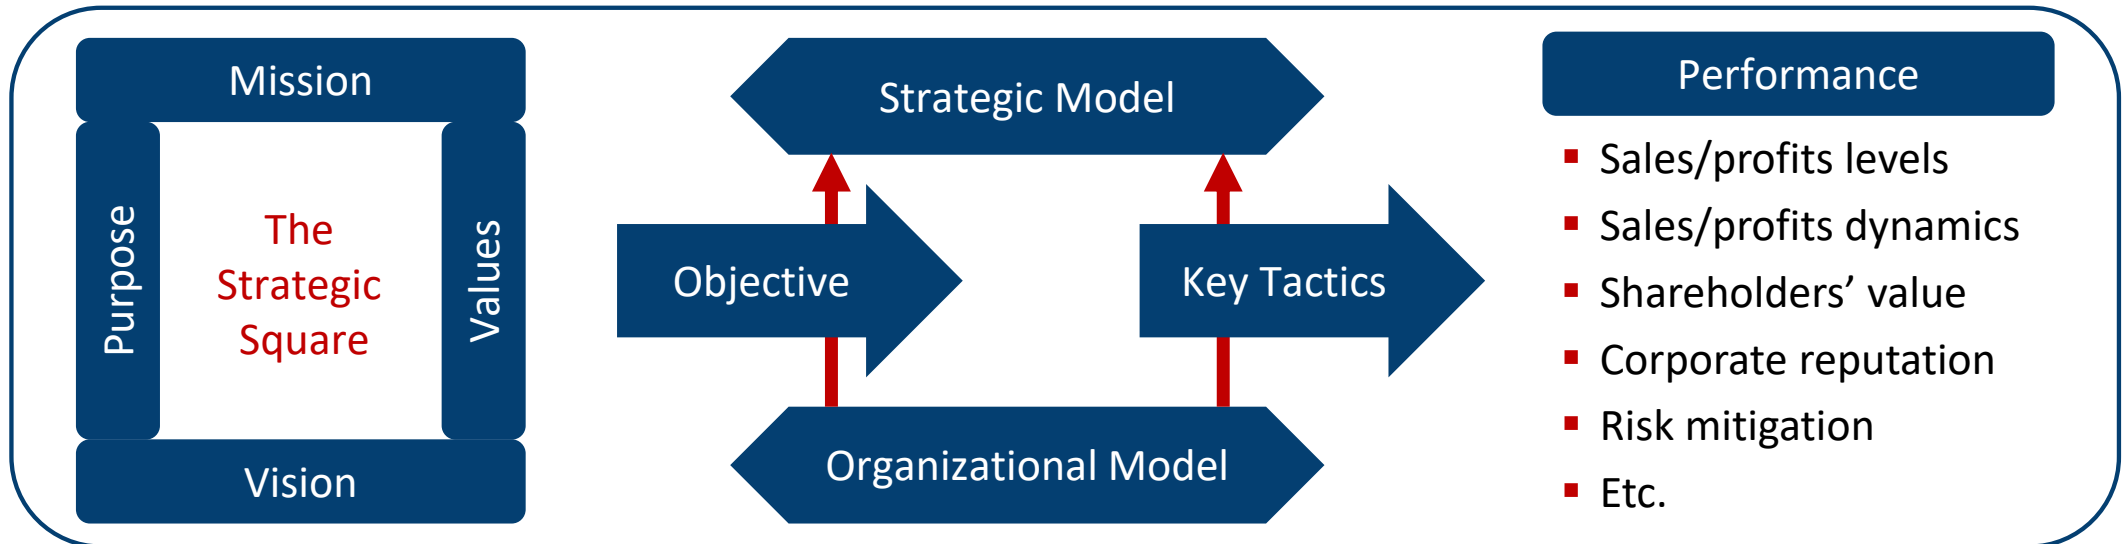 Mission
Purpose
The
Strategic
Square
Values
Vision
Strategic Model
Objective
Key Tactics
Organizational Model
Performance
▪ Sales/profits levels
▪ Sales/profits dynamics
▪ Shareholders’ value
▪ Corporate reputation
▪ Risk mitigation
▪ Etc.